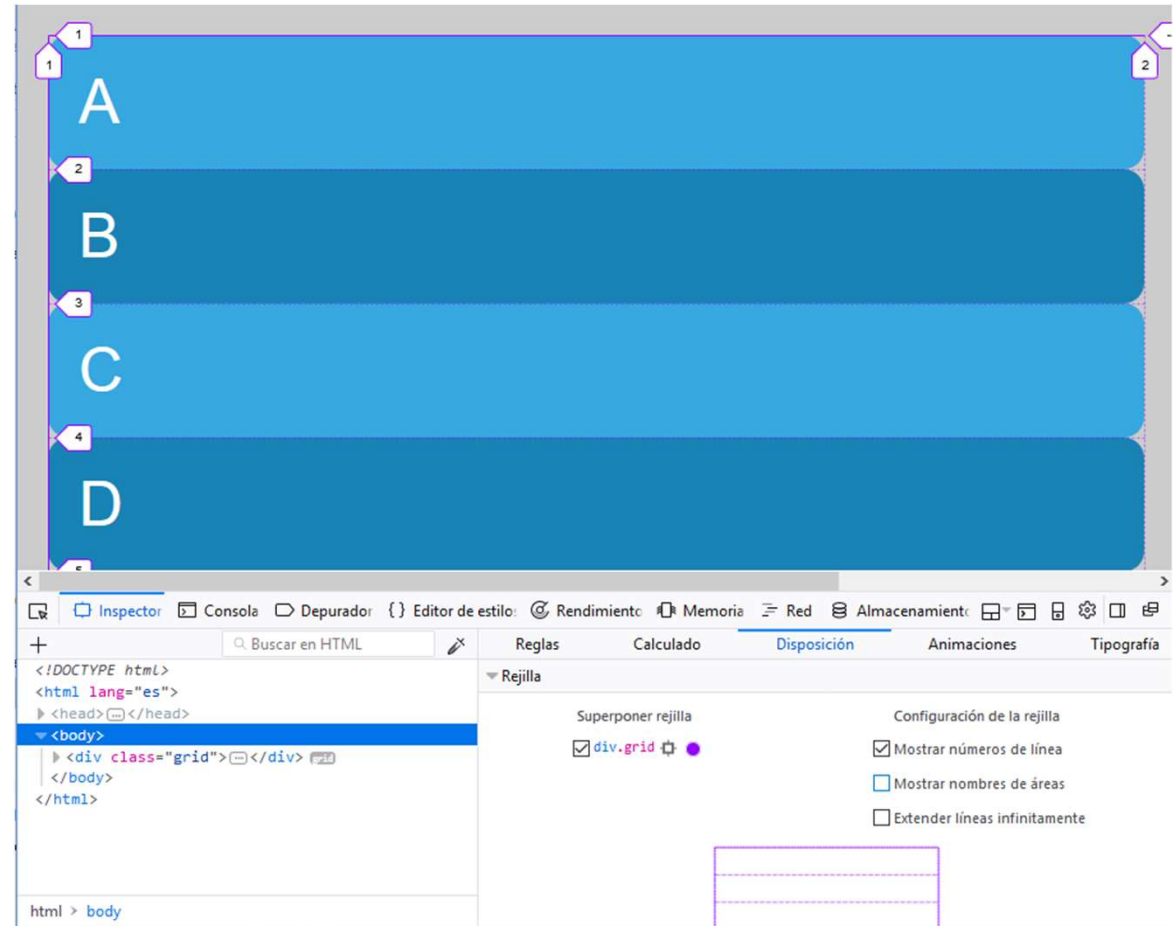 1
1
2
A
2
B
3
C
4
D
Inspector Consola Depurador { } Editor de estilo: Rendimiento Memoria Red Almacenamiento
+ Buscar en HTML Reglas Calculado Disposición Animaciones Tipografía
<!DOCTYPE html>
<html lang="es">
<head>…</head>
<body>
<div class="grid">…</div> grid
</body>
</html>
Rejilla
Superponer rejilla Configuración de la rejilla
div.grid Mostrar números de línea
Mostrar nombres de áreas
Extender líneas infinitamente
html > body